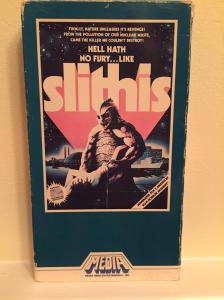 FINALLY, NATURE UNLEASHES IT'S REVENGE!
FROM THE POLLUTION OF OUR NUCLEAR WASTE,
CAME THE KILLER WE COULDN'T DESTROY!
HELL HATH
NO FURY...LIKE
slithis
MEDIA